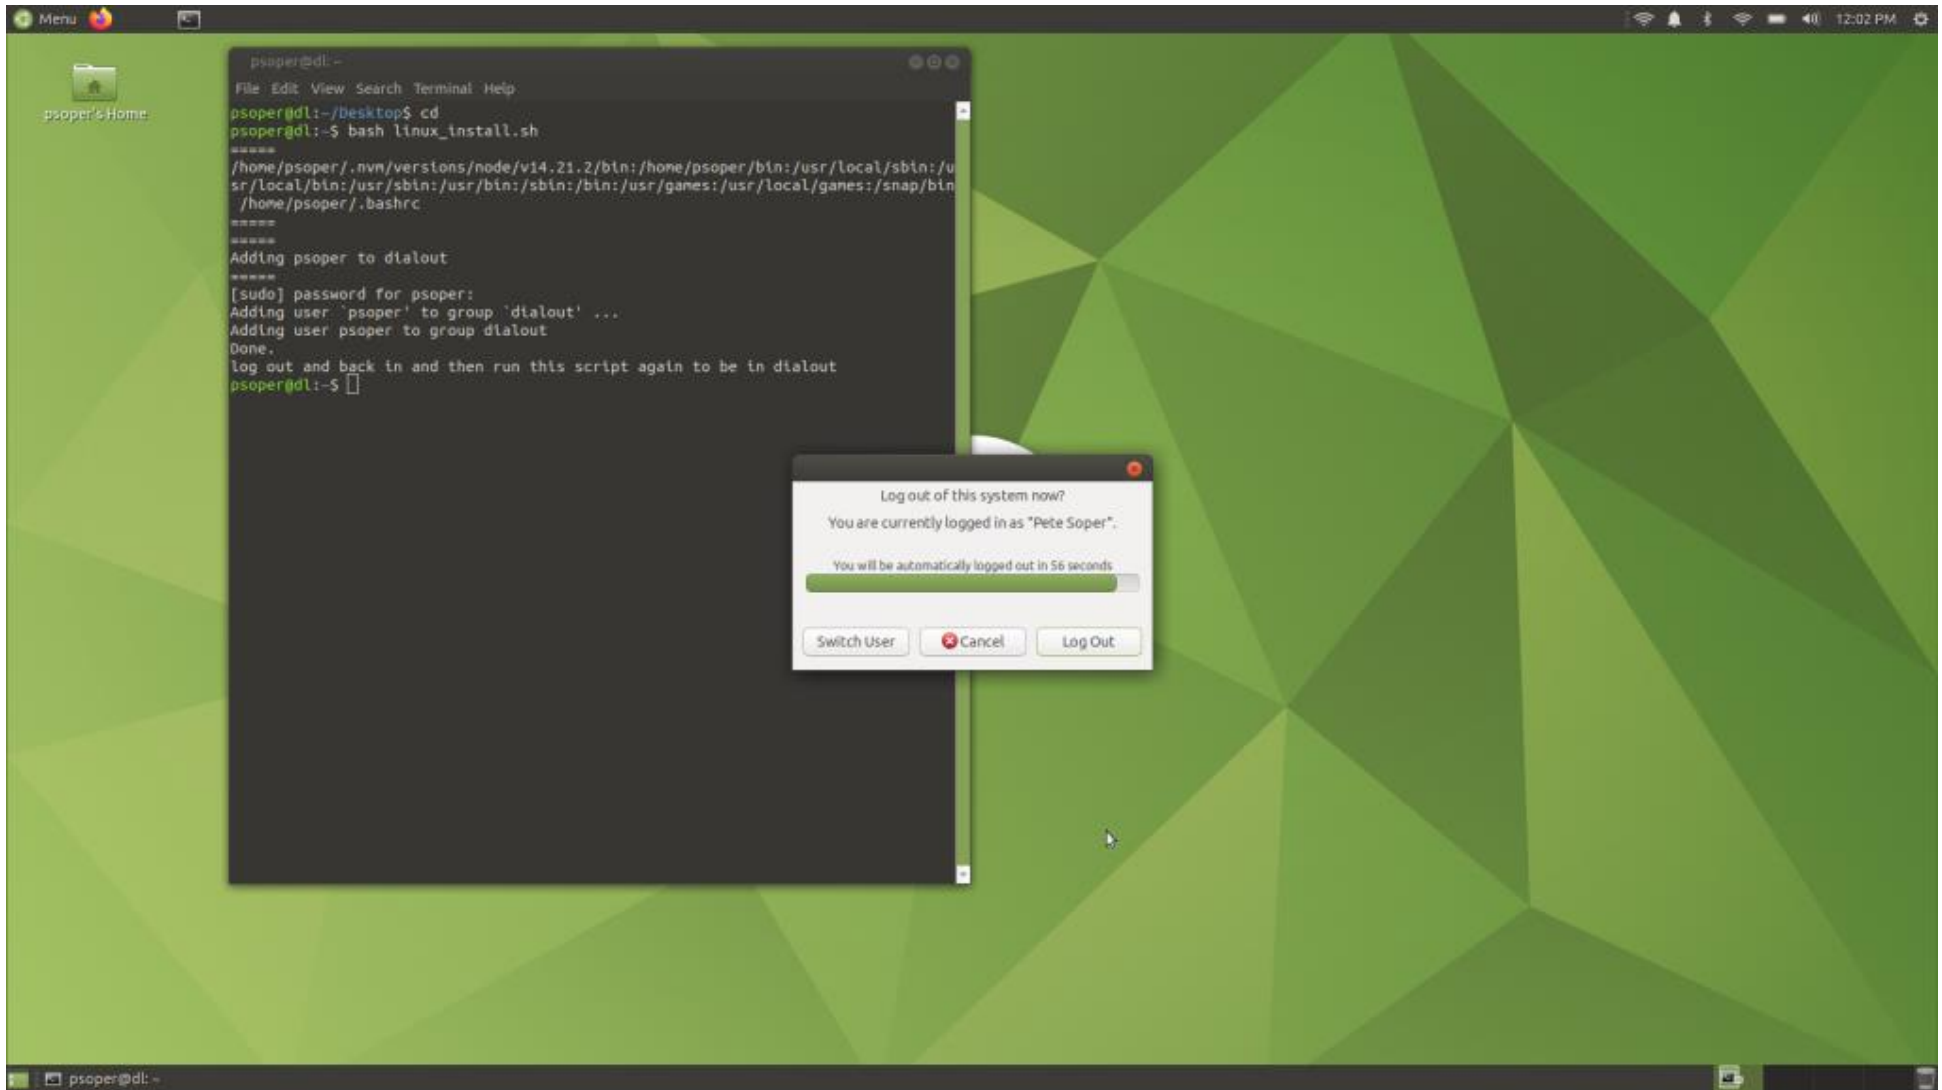 Menu
12:02 PM
psoper's Home
psoper@dl: ~
File Edit View Search Terminal Help
psoper@dl:~/Desktop$ cd
psoper@dl:~$ bash linux_install.sh
=====
/home/psoper/.nvm/versions/node/v14.21.2/bin:/home/psoper/bin:/usr/local/sbin:/u
sr/local/bin:/usr/sbin:/usr/bin:/sbin:/bin:/usr/games:/usr/local/games:/snap/bin
/home/psoper/.bashrc
=====
=====
Adding psoper to dialout
=====
[sudo] password for psoper:
Adding user `psoper' to group `dialout' ...
Adding user psoper to group dialout
Done.
log out and back in and then run this script again to be in dialout
psoper@dl:~$
Log out of this system now?
You are currently logged in as "Pete Soper".
You will be automatically logged out in 56 seconds
Switch User
Cancel
Log Out
psoper@dl: ~